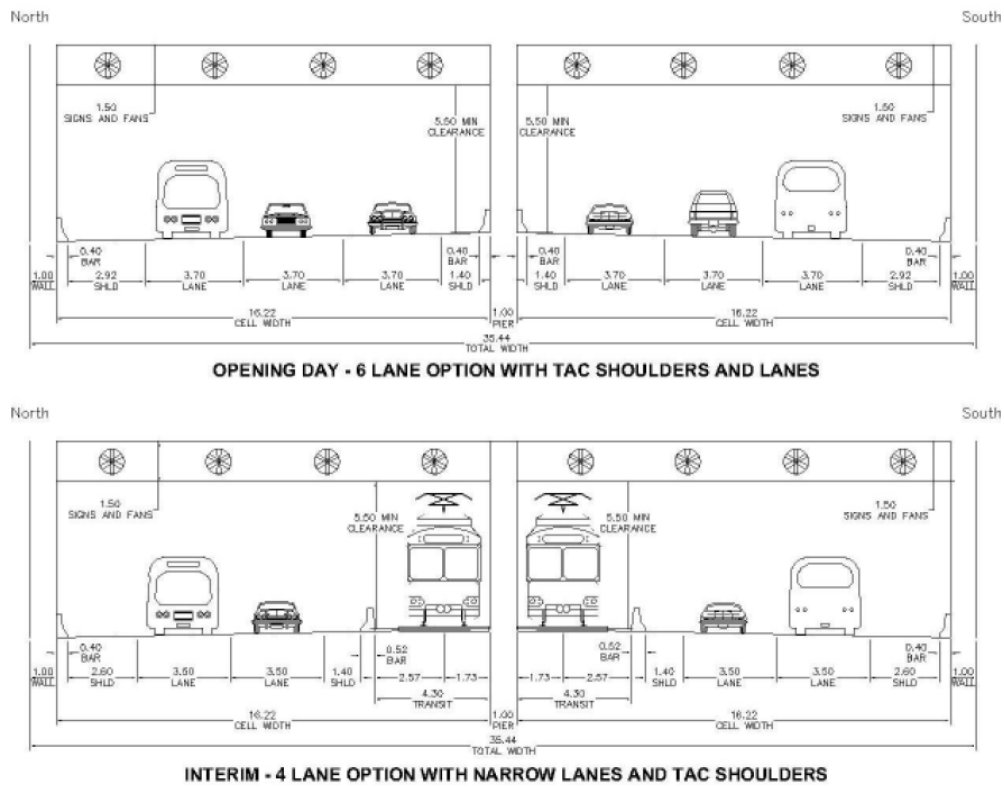 North South
1.50
SIGNS AND FANS
5.50 MIN
CLEARANCE
5.50 MIN
CLEARANCE
1.50
SIGNS AND FANS
0.40
BAR
0.40
BAR
0.40
BAR
0.40
BAR
1.00
WALL
2.92
SHLD
3.70
LANE
3.70
LANE
3.70
LANE
1.40
SHLD
1.40
SHLD
3.70
LANE
3.70
LANE
3.70
LANE
2.92
SHLD
1.00
WALL
16.22
CELL WIDTH
1.00
PIER
16.22
CELL WIDTH
35.44
TOTAL WIDTH
OPENING DAY - 6 LANE OPTION WITH TAC SHOULDERS AND LANES
North South
1.50
SIGNS AND FANS
5.50 MIN
CLEARANCE
5.50 MIN
CLEARANCE
1.50
SIGNS AND FANS
0.40
BAR
0.52
BAR
0.52
BAR
0.40
BAR
1.00
WALL
2.60
SHLD
3.50
LANE
3.50
LANE
1.40
SHLD
2.57
1.73
1.73
2.57
1.40
SHLD
3.50
LANE
3.50
LANE
2.60
SHLD
1.00
WALL
4.30
TRANSIT
4.30
TRANSIT
16.22
CELL WIDTH
1.00
PIER
16.22
CELL WIDTH
35.44
TOTAL WIDTH
INTERIM - 4 LANE OPTION WITH NARROW LANES AND TAC SHOULDERS